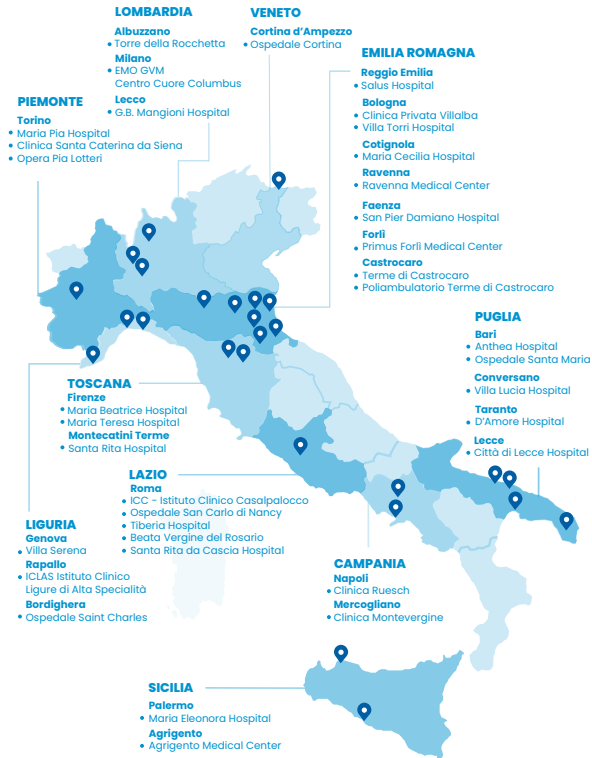 LOMBARDIA
Albuzzano
Torre della Rocchetta
Milano
EMO GVM
Centro Cuore Columbus
Lecco
G.B. Mangioni Hospital
VENETO
Cortina d’Ampezzo
Ospedale Cortina
EMILIA ROMAGNA
Reggio Emilia
Salus Hospital
Bologna
Clinica Privata Villalba
Villa Torri Hospital
Cotignola
Maria Cecilia Hospital
Ravenna
Ravenna Medical Center
Faenza
San Pier Damiano Hospital
Forlì
Primus Forlì Medical Center
Castrocaro
Terme di Castrocaro
Poliambulatorio Terme di Castrocaro
PIEMONTE
Torino
Maria Pia Hospital
Clinica Santa Caterina da Siena
Opera Pia Lotteri
PUGLIA
Bari
Anthea Hospital
Ospedale Santa Maria
Conversano
Villa Lucia Hospital
Taranto
D’Amore Hospital
Lecce
Città di Lecce Hospital
TOSCANA
Firenze
Maria Beatrice Hospital
Maria Teresa Hospital
Montecatini Terme
Santa Rita Hospital
LAZIO
Roma
ICC - Istituto Clinico Casalpalocco
Ospedale San Carlo di Nancy
Tiberia Hospital
Beata Vergine del Rosario
Santa Rita da Cascia Hospital
LIGURIA
Genova
Villa Serena
Rapallo
ICLAS Istituto Clinico
Ligure di Alta Specialità
Bordighera
Ospedale Saint Charles
CAMPANIA
Napoli
Clinica Ruesch
Mercogliano
Clinica Montevergine
SICILIA
Palermo
Maria Eleonora Hospital
Agrigento
Agrigento Medical Center